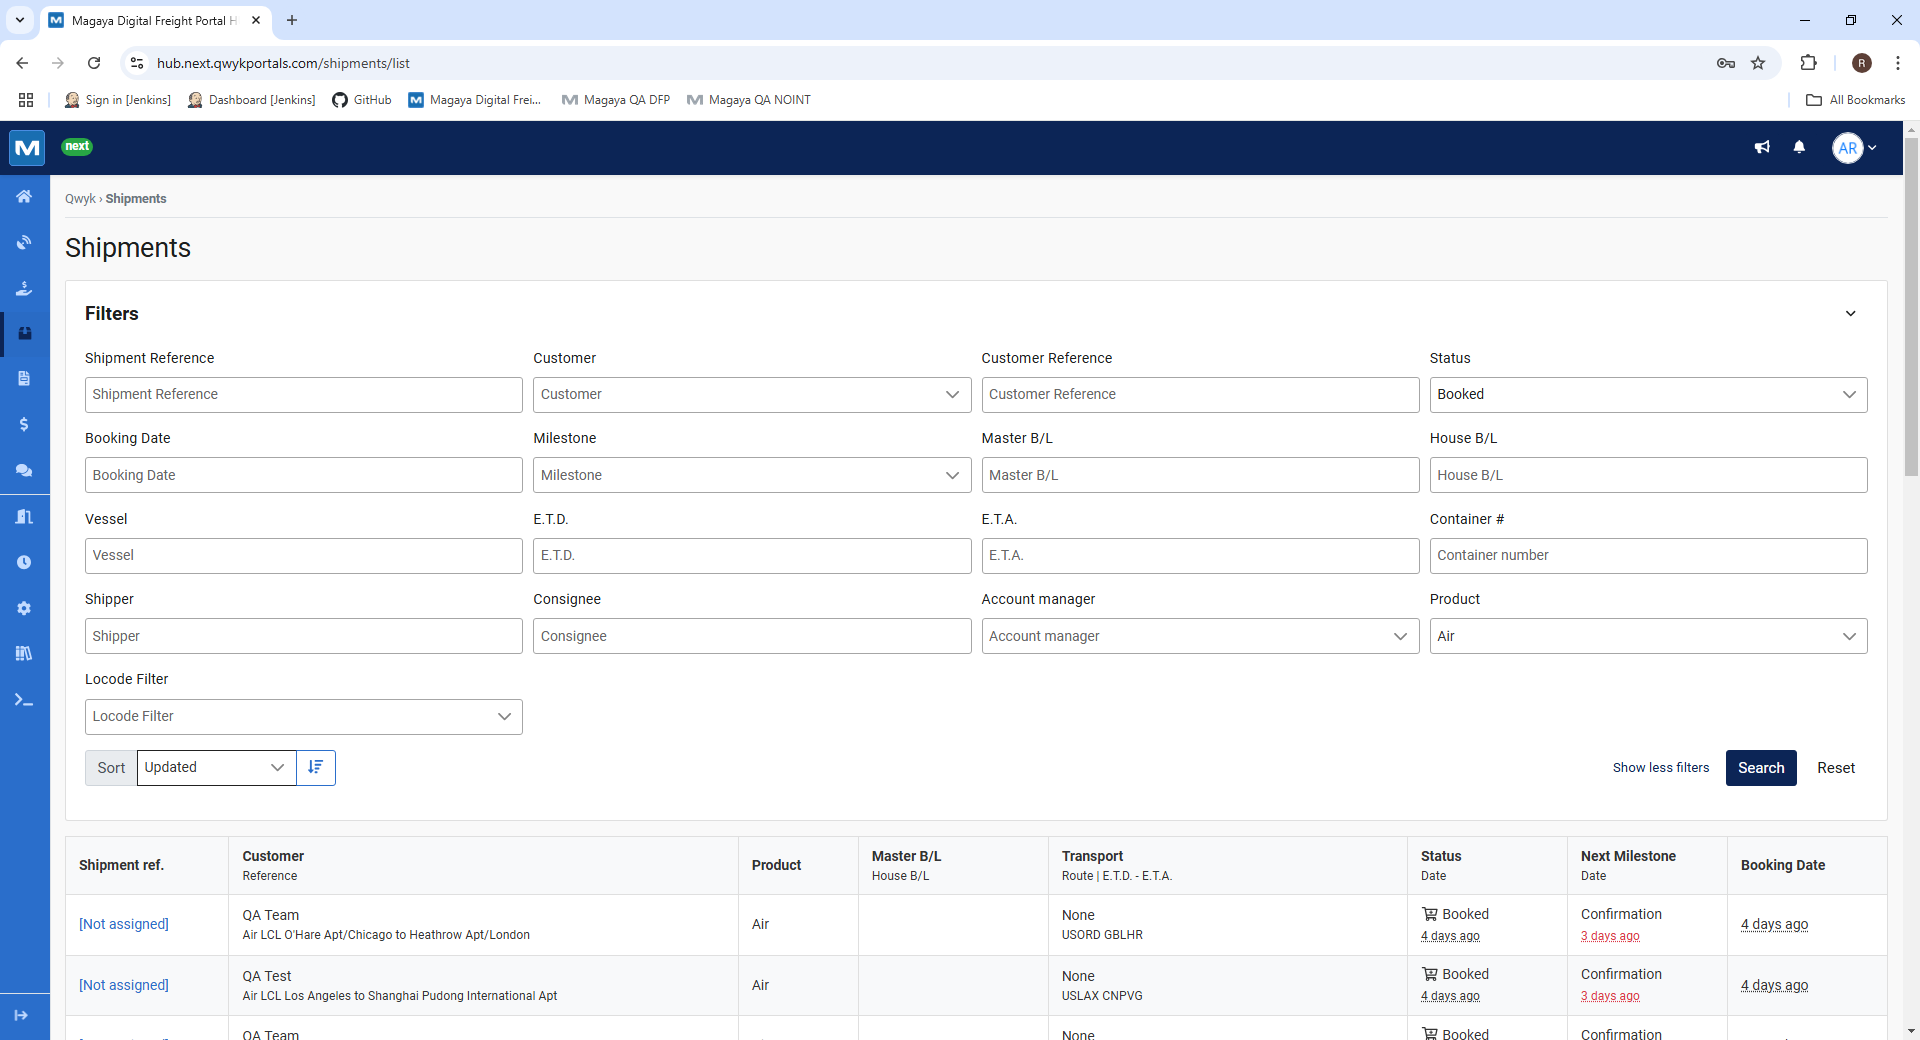 Magaya Digital Freight Portal H
hub.next.qwykportals.com/shipments/list
R
Sign in [Jenkins]
Dashboard [Jenkins]
GitHub
Magaya Digital Frei...
Magaya QA DFP
Magaya QA NOINT
All Bookmarks
next
AR
Qwyk › Shipments
Shipments
Filters
Shipment Reference
Customer
Customer Reference
Status
Shipment Reference
Customer
Customer Reference
Booked
Booking Date
Milestone
Master B/L
House B/L
Booking Date
Milestone
Master B/L
House B/L
Vessel
E.T.D.
E.T.A.
Container #
Vessel
E.T.D.
E.T.A.
Container number
Shipper
Consignee
Account manager
Product
Shipper
Consignee
Account manager
Air
Locode Filter
Locode Filter
Sort
Updated
Show less filters
Search
Reset
Shipment ref.
Customer
Reference
Product
Master B/L
House B/L
Transport
Route | E.T.D. - E.T.A.
Status
Date
Next Milestone
Date
Booking Date
[Not assigned]
QA Team
Air LCL O'Hare Apt/Chicago to Heathrow Apt/London
Air
None
USORD GBLHR
Booked
4 days ago
Confirmation
3 days ago
4 days ago
[Not assigned]
QA Test
Air LCL Los Angeles to Shanghai Pudong International Apt
Air
None
USLAX CNPVG
Booked
4 days ago
Confirmation
3 days ago
4 days ago
QA Team
None
Booked
Confirmation